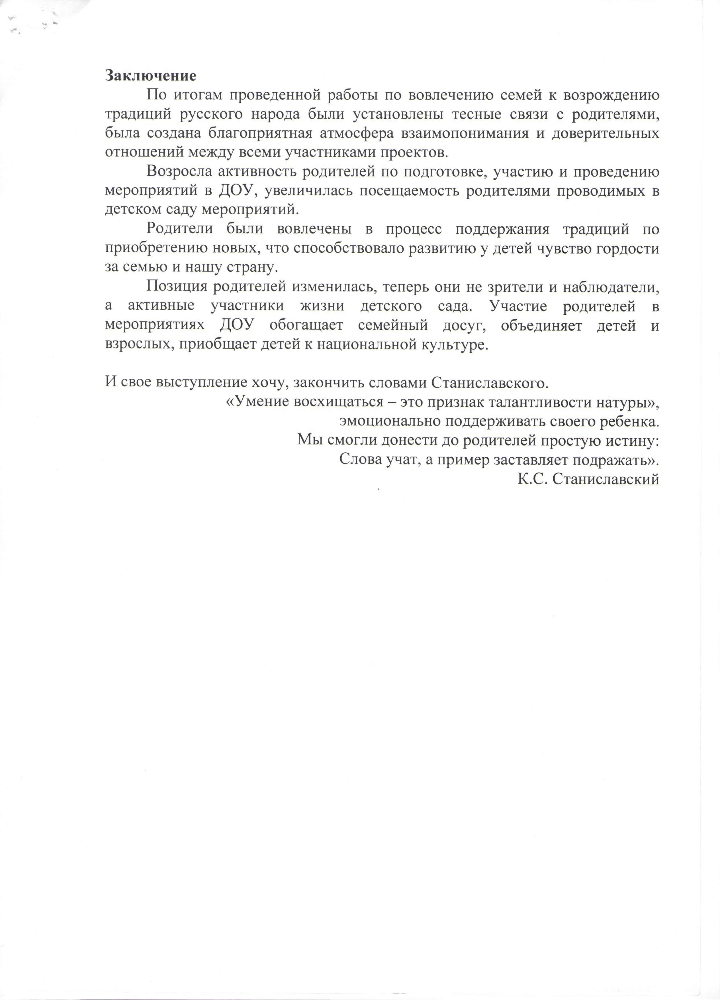 Заключение
По итогам проведенной работы по вовлечению семей к возрождению
традиций русского народа были установлены тесные связи с родителями,
была создана благоприятная атмосфера взаимопонимания и доверительных
отношений между всеми участниками проектов.
Возросла активность родителей по подготовке, участию и проведению
мероприятий в ДОУ, увеличилась посещаемость родителями проводимых в
детском саду мероприятий.
Родители были вовлечены в процесс поддержания традиций по
приобретению новых, что способствовало развитию у детей чувство гордости
за семью и нашу страну.
Позиция родителей изменилась, теперь они не зрители и наблюдатели,
а активные участники жизни детского сада. Участие родителей в
мероприятиях ДОУ обогащает семейный досуг, объединяет детей и
взрослых, приобщает детей к национальной культуре.
И свое выступление хочу, закончить словами Станиславского.
«Умение восхищаться – это признак талантливости натуры»,
эмоционально поддерживать своего ребенка.
Мы смогли донести до родителей простую истину:
Слова учат, а пример заставляет подражать».
К.С. Станиславский